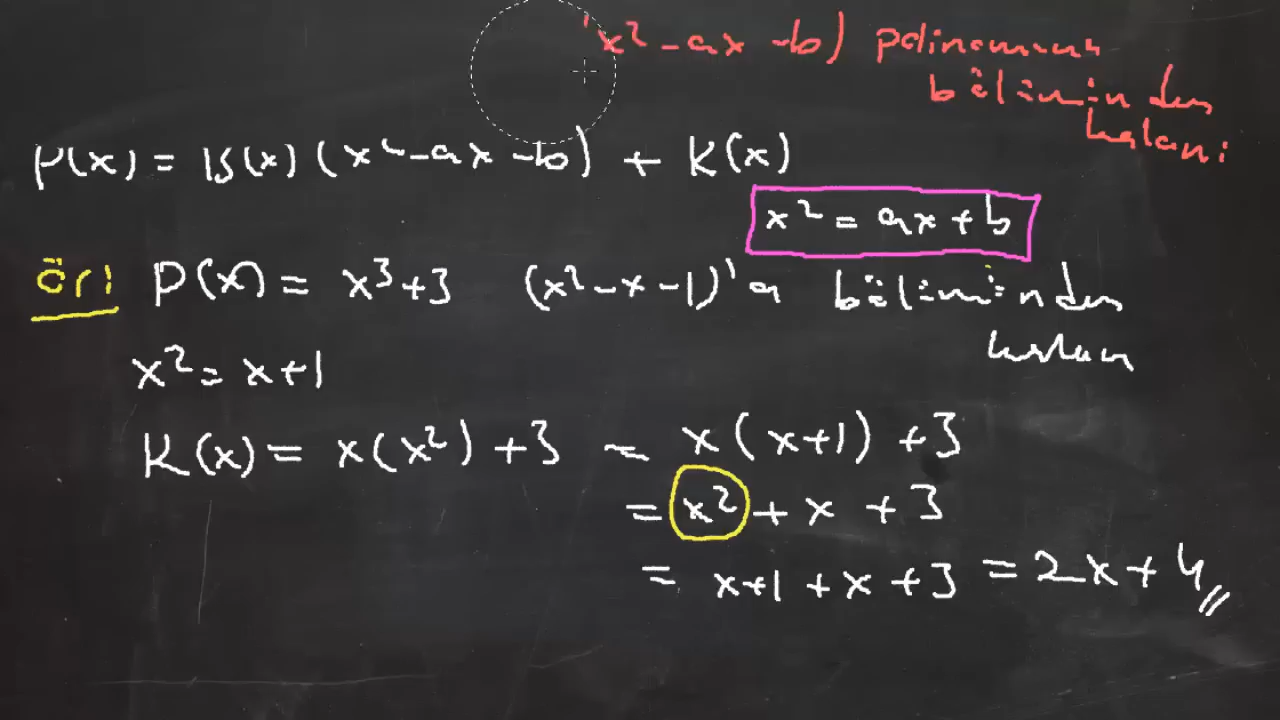 x² - ax - b) polinomuna
bölümünden
kalanı
P(x) = B(x) (x² - ax - b) + K(x)
x² = ax + b
Ör! P(x) = x³+3 (x² - x - 1)'a bölümünden
kalan
x² = x+1
K(x) = x(x²) + 3 = x(x+1) + 3
= x² + x + 3
= x+1 + x + 3 = 2x + 4